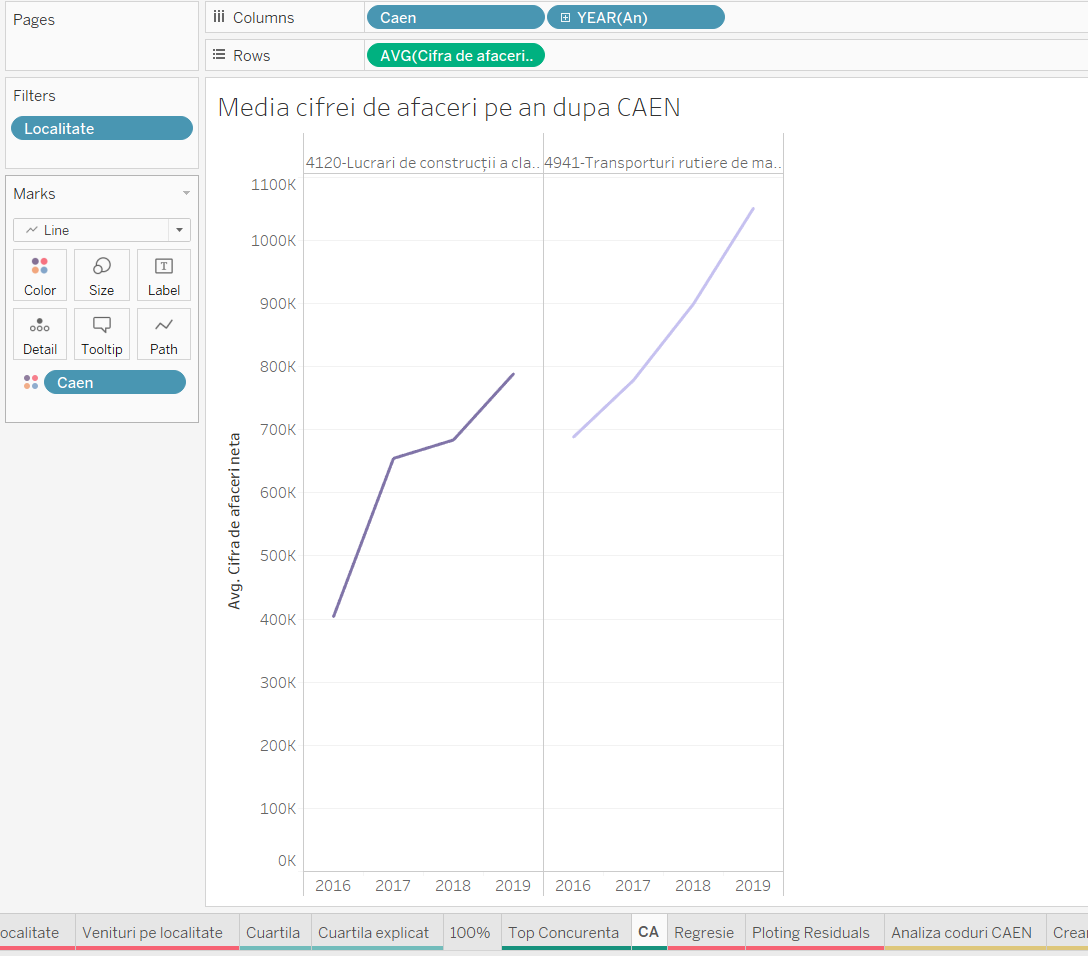 Pages
Columns
Caen
YEAR(An)
Rows
AVG(Cifra de afaceri..
Filters
Localitate
Marks
Line
Color
Size
Label
Detail
Tooltip
Path
Caen
Media cifrei de afaceri pe an dupa CAEN
4120-Lucrari de construcții a cla..
4941-Transporturi rutiere de ma..
1100K
1000K
900K
800K
700K
600K
500K
400K
300K
200K
100K
0K
Avg. Cifra de afaceri neta
2016 2017 2018 2019 2016 2017 2018 2019
ocalitate
Venituri pe localitate
Cuartila
Cuartila explicat
100%
Top Concurenta
CA
Regresie
Ploting Residuals
Analiza coduri CAEN
Crear